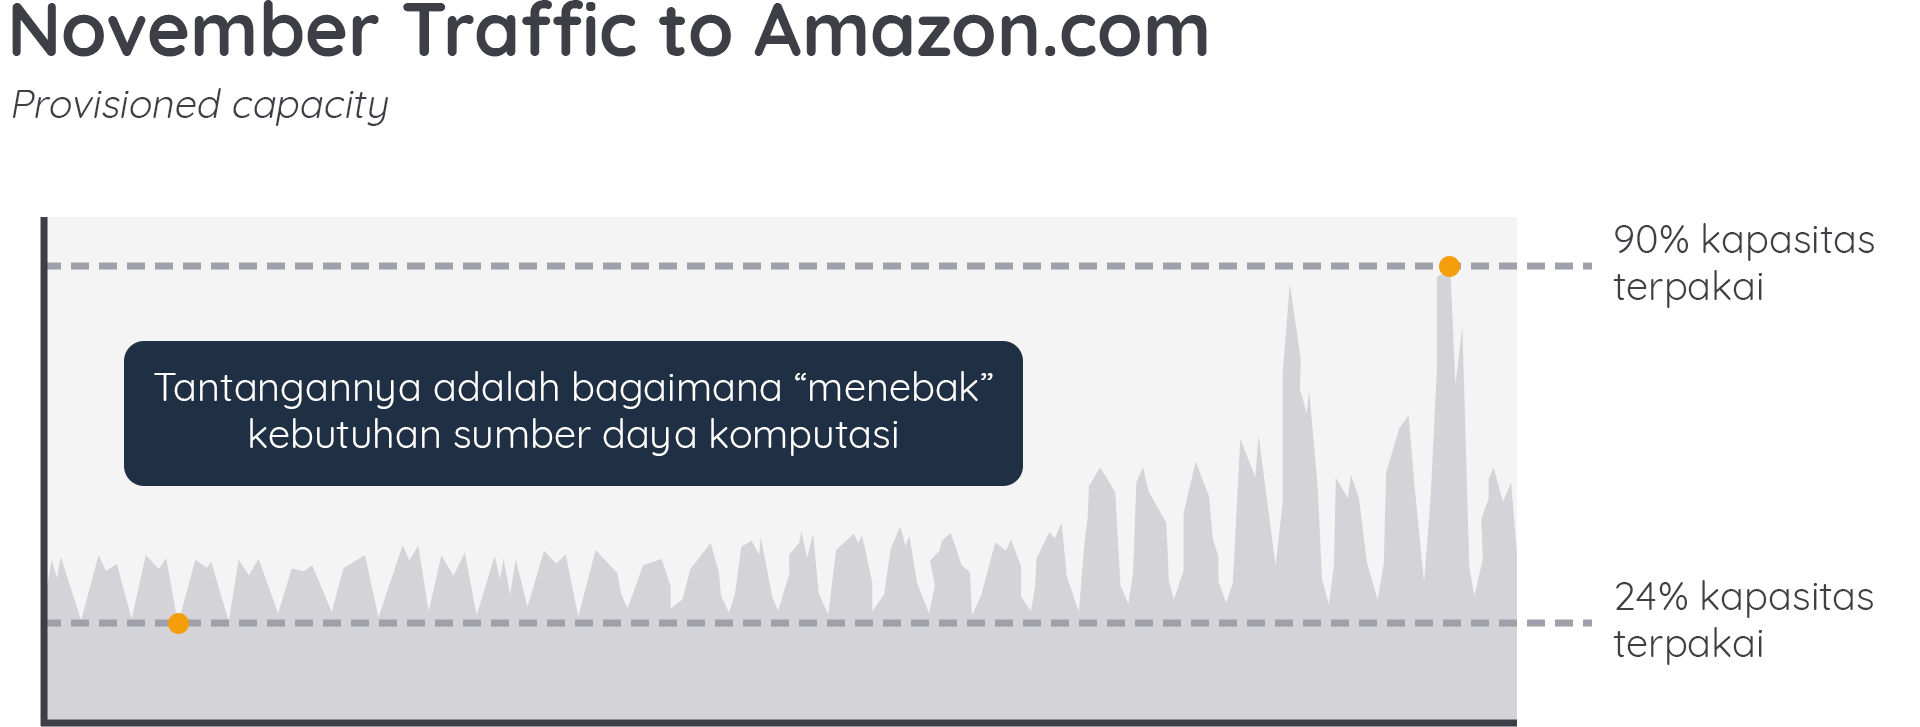 November Traffic to Amazon.com
Provisioned capacity
90% kapasitas
terpakai
Tantangannya adalah bagaimana “menebak”
kebutuhan sumber daya komputasi
24% kapasitas
terpakai